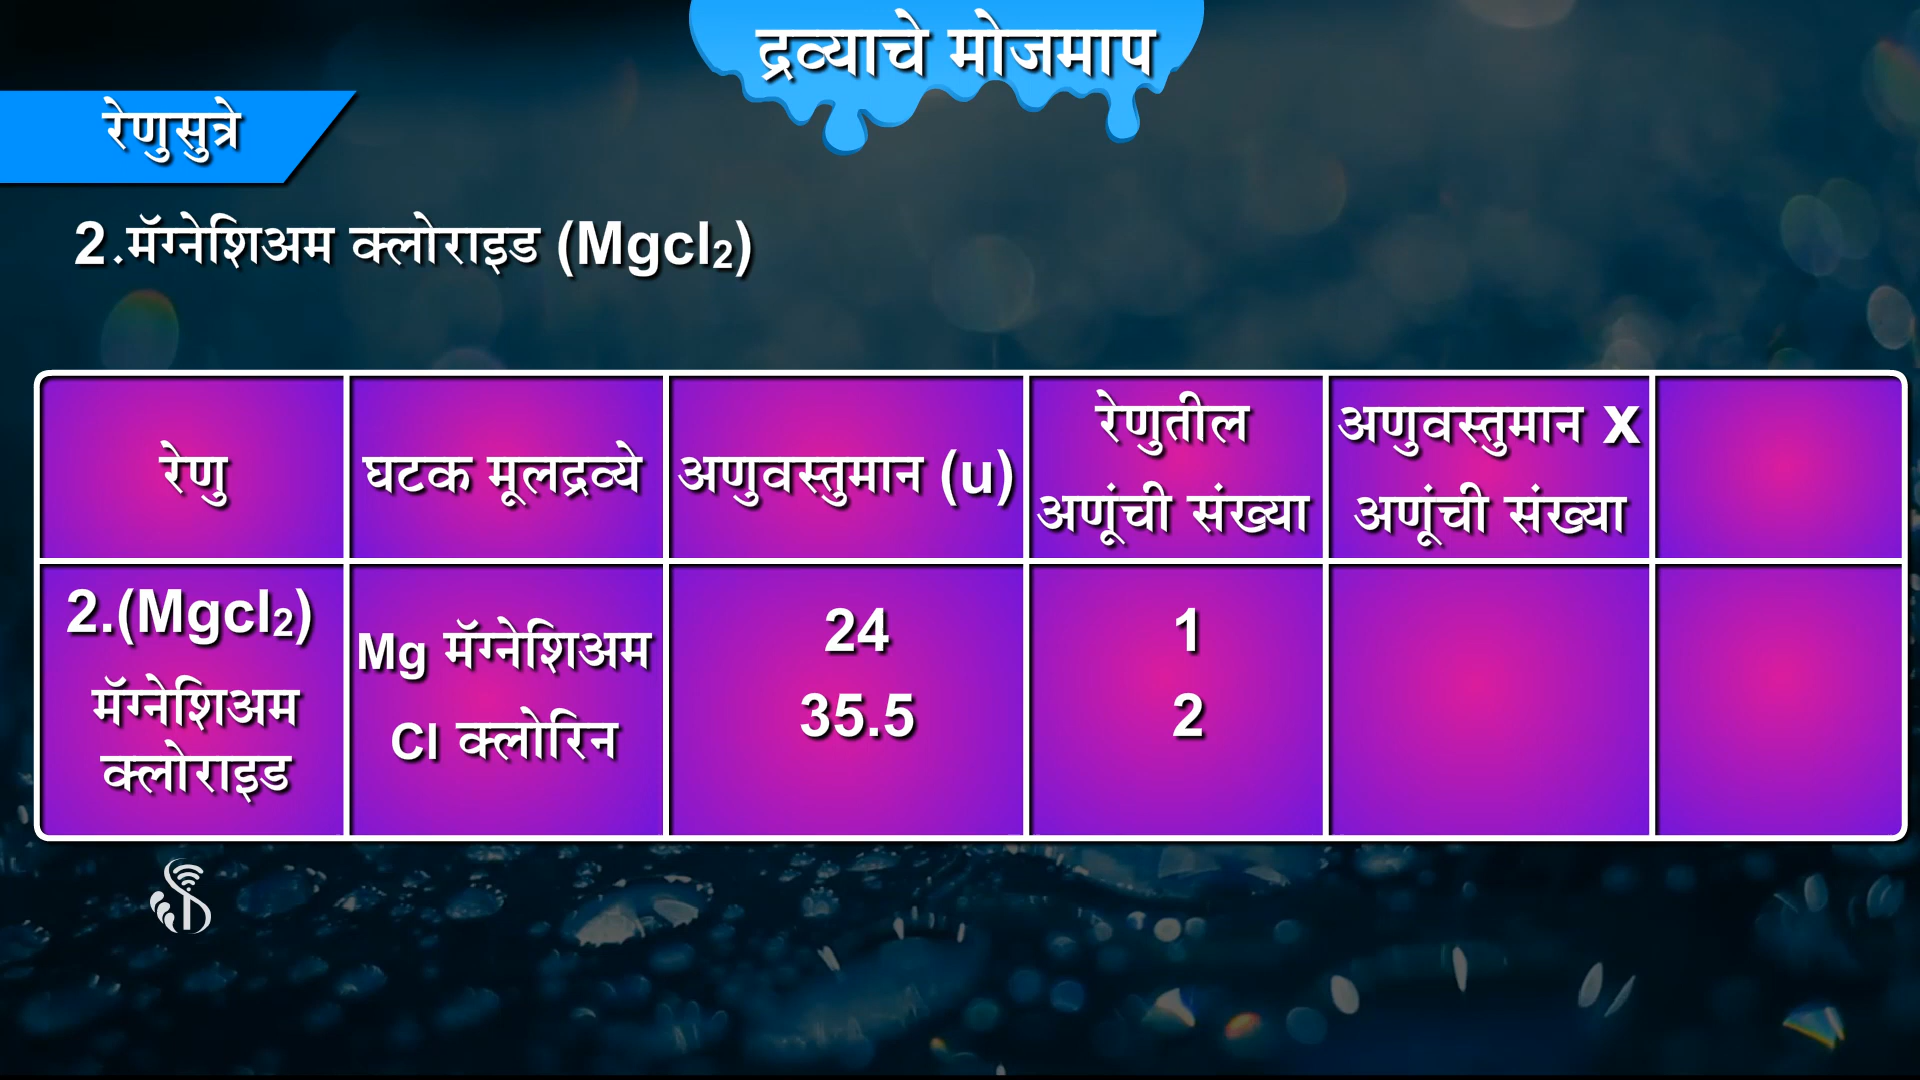 द्रव्याचे मोजमाप
रेणुसुत्रे
2.मॅग्नेशिअम क्लोराइड (Mgcl₂)
रेणु
घटक मूलद्रव्ये
अणुवस्तुमान (u)
रेणुतील
अणूंची संख्या
अणुवस्तुमान X
अणूंची संख्या
2.(Mgcl₂)
मॅग्नेशिअम
क्लोराइड
Mg मॅग्नेशिअम
Cl क्लोरिन
24
35.5
1
2